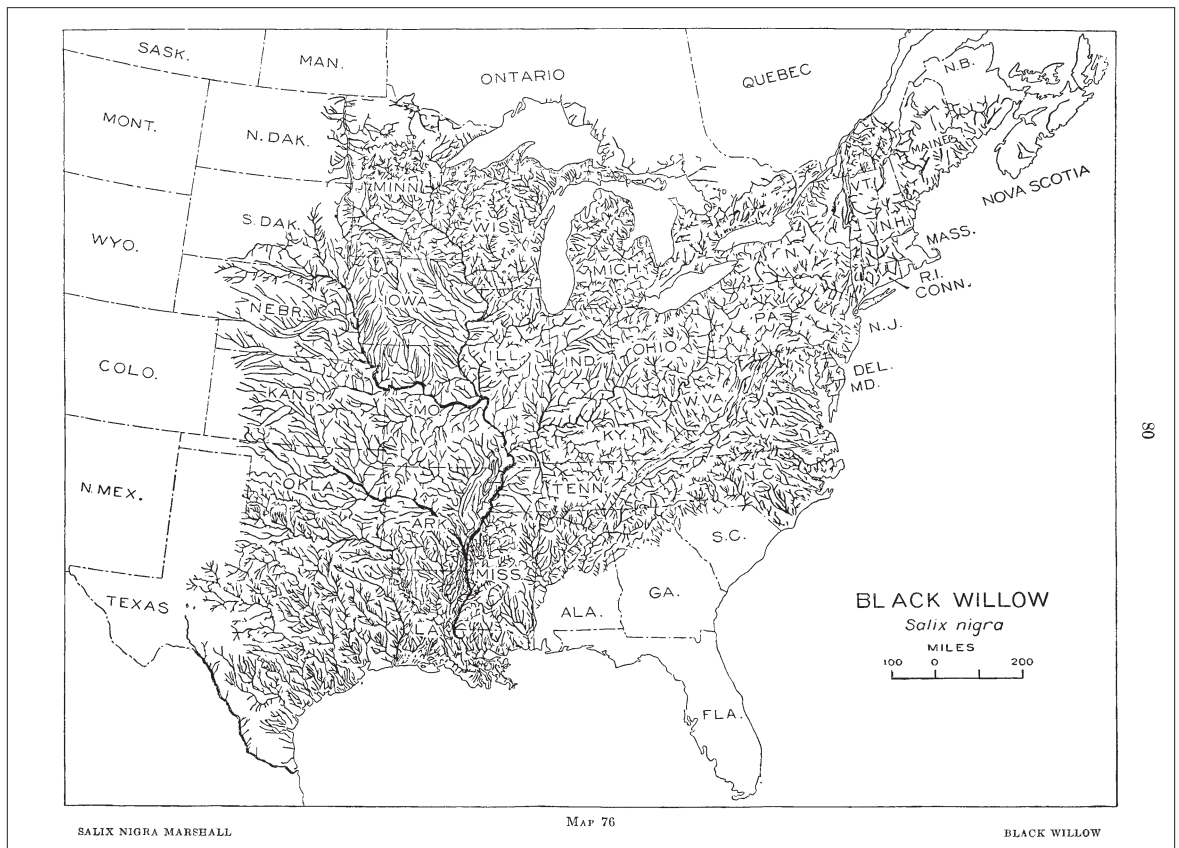 SASK.
MAN.
ONTARIO
QUEBEC
N.B.
MONT.
N.DAK.
MINN.
MAINE
VT.
NOVA SCOTIA
S.DAK.
WIS.
N.H.
WYO.
MICH.
N.Y.
MASS.
R.I.
CONN.
NEBR.
IOWA
PA.
N.J.
COLO.
ILL.
IND.
OHIO
DEL.
MD.
KANS.
MO.
W.VA.
VA.
KY.
80
N.MEX.
OKLA.
TENN.
N.C.
ARK.
S.C.
TEXAS
MISS.
ALA.
GA.
LA.
FLA.
BLACK WILLOW
Salix nigra
MILES
100 0 200
MAP 76
SALIX NIGRA MARSHALL
BLACK WILLOW